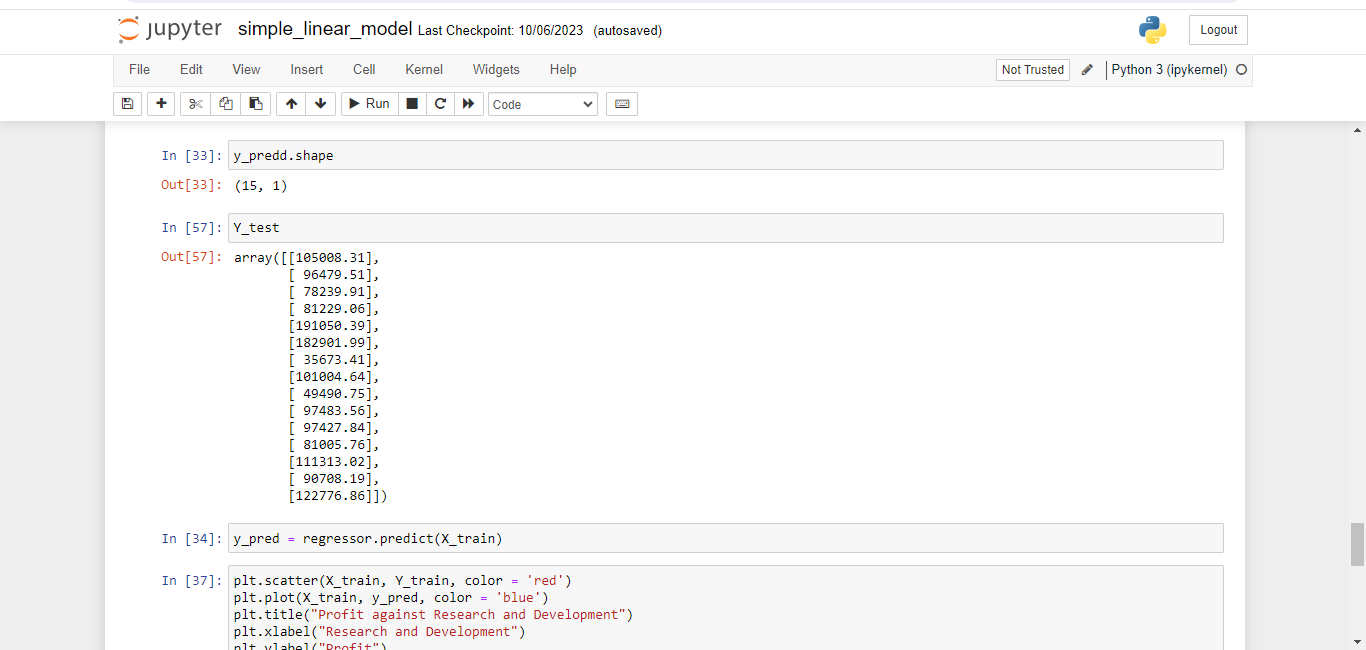 jupyter simple_linear_model Last Checkpoint: 10/06/2023 (autosaved) Logout
File Edit View Insert Cell Kernel Widgets Help Not Trusted Python 3 (ipykernel)
Run Code
In [33]: y_predd.shape
Out[33]: (15, 1)
In [57]: Y_test
Out[57]: array([[105008.31],
[ 96479.51],
[ 78239.91],
[ 81229.06],
[191050.39],
[182901.99],
[ 35673.41],
[101004.64],
[ 49490.75],
[ 97483.56],
[ 97427.84],
[ 81005.76],
[111313.02],
[ 90708.19],
[122776.86]])
In [34]: y_pred = regressor.predict(X_train)
In [37]: plt.scatter(X_train, Y_train, color = 'red')
plt.plot(X_train, y_pred, color = 'blue')
plt.title("Profit against Research and Development")
plt.xlabel("Research and Development")
plt.ylabel("Profit")